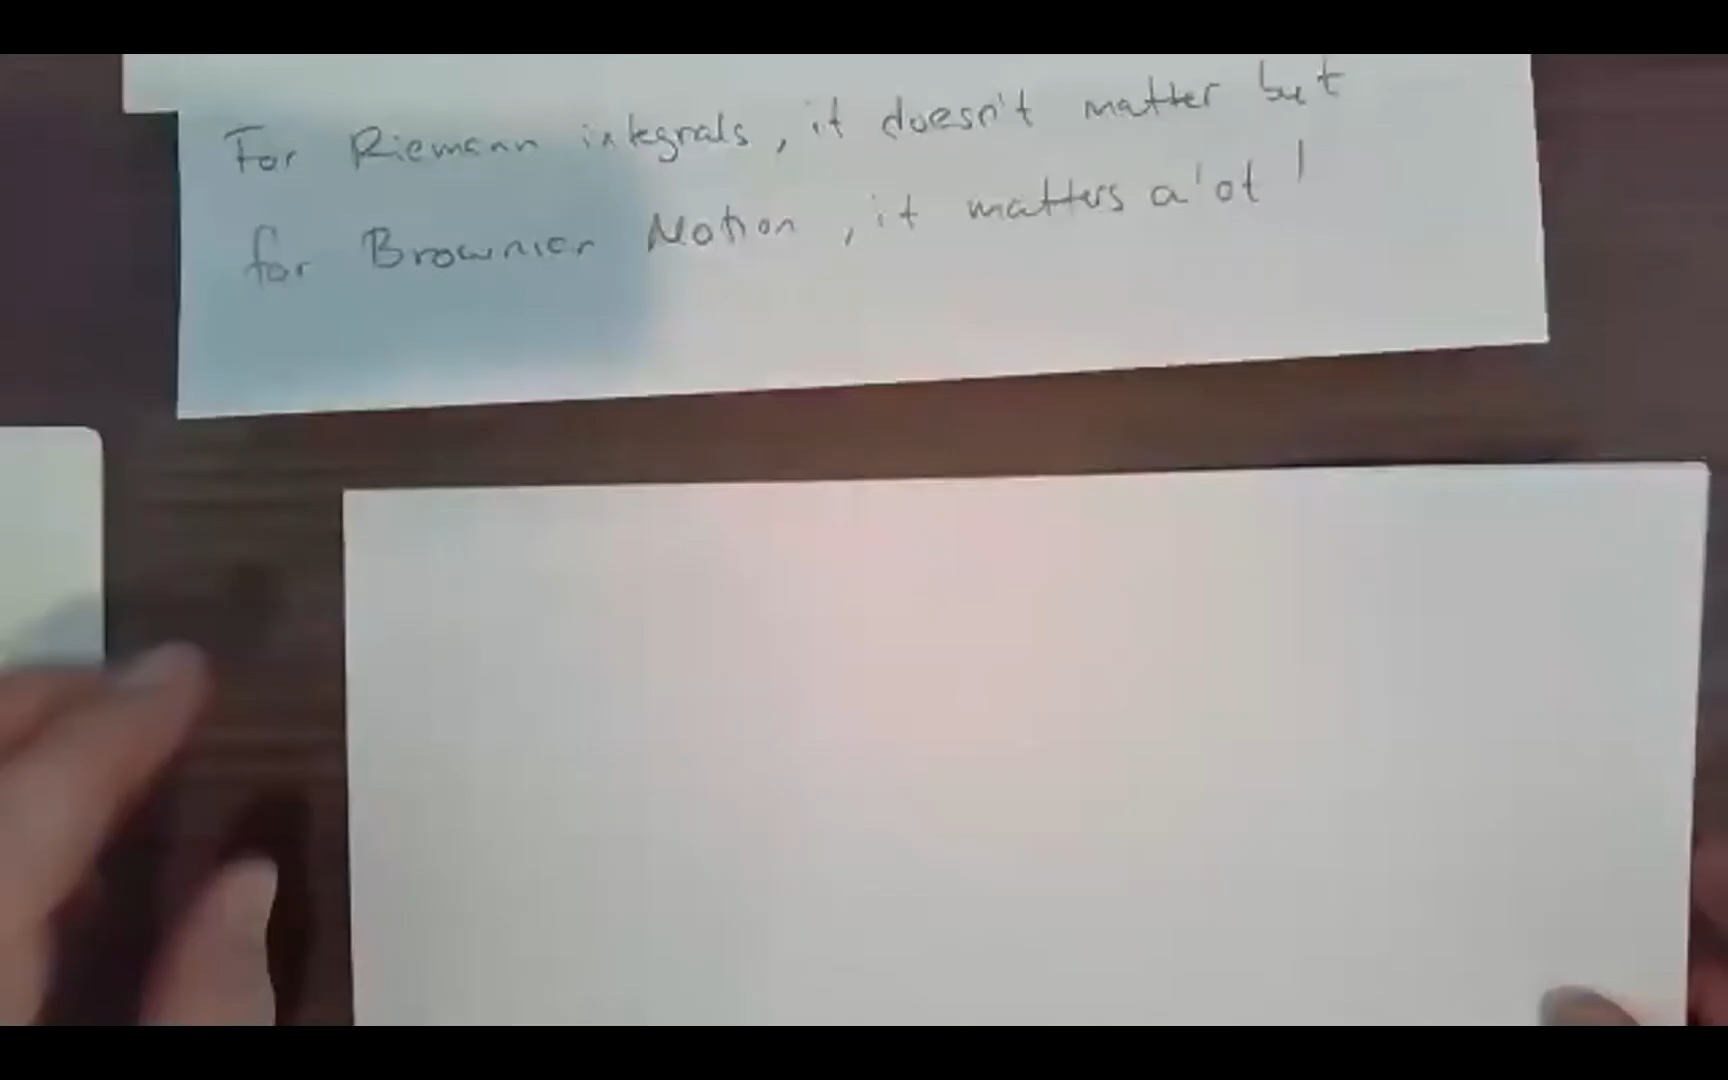 For Riemann integrals, it doesn't matter but
for Brownian Motion, it matters a lot!